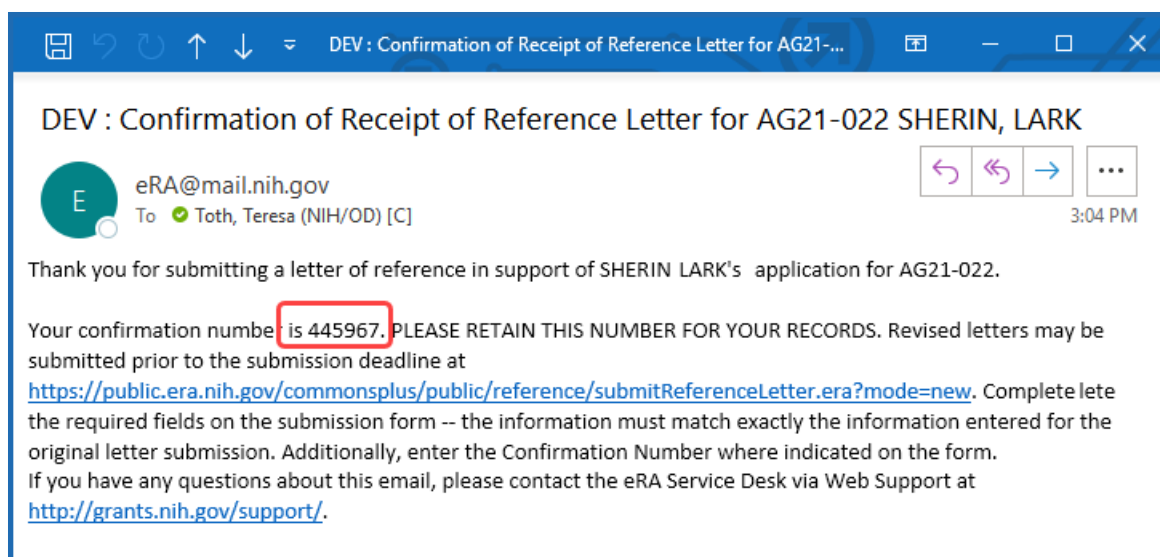 DEV : Confirmation of Receipt of Reference Letter for AG21-...
DEV : Confirmation of Receipt of Reference Letter for AG21-022 SHERIN, LARK
E
eRA@mail.nih.gov
To Toth, Teresa (NIH/OD) [C]
3:04 PM
Thank you for submitting a letter of reference in support of SHERIN LARK's application for AG21-022.
Your confirmation number is 445967. PLEASE RETAIN THIS NUMBER FOR YOUR RECORDS. Revised letters may be
submitted prior to the submission deadline at
https://public.era.nih.gov/commonsplus/public/reference/submitReferenceLetter.era?mode=new. Complete lete
the required fields on the submission form -- the information must match exactly the information entered for the
original letter submission. Additionally, enter the Confirmation Number where indicated on the form.
If you have any questions about this email, please contact the eRA Service Desk via Web Support at
http://grants.nih.gov/support/.